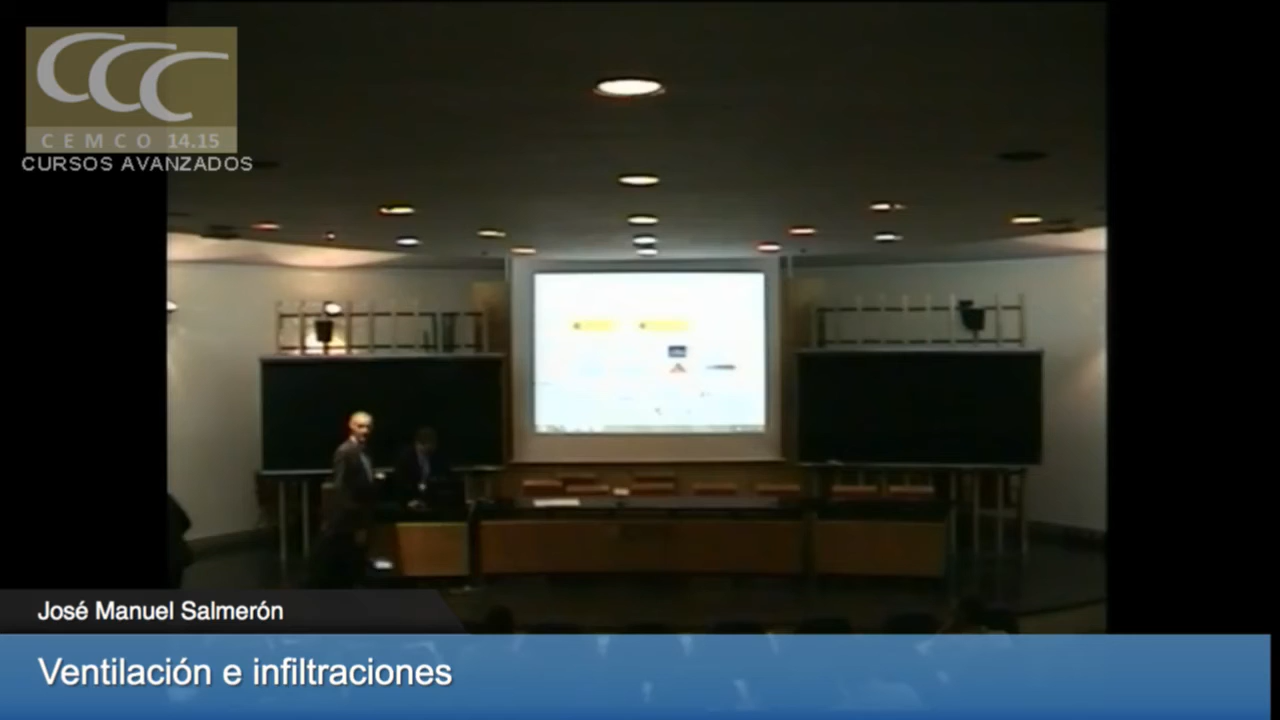 CCC
CEMCO 14.15
CURSOS AVANZADOS
José Manuel Salmerón
Ventilación e infiltraciones